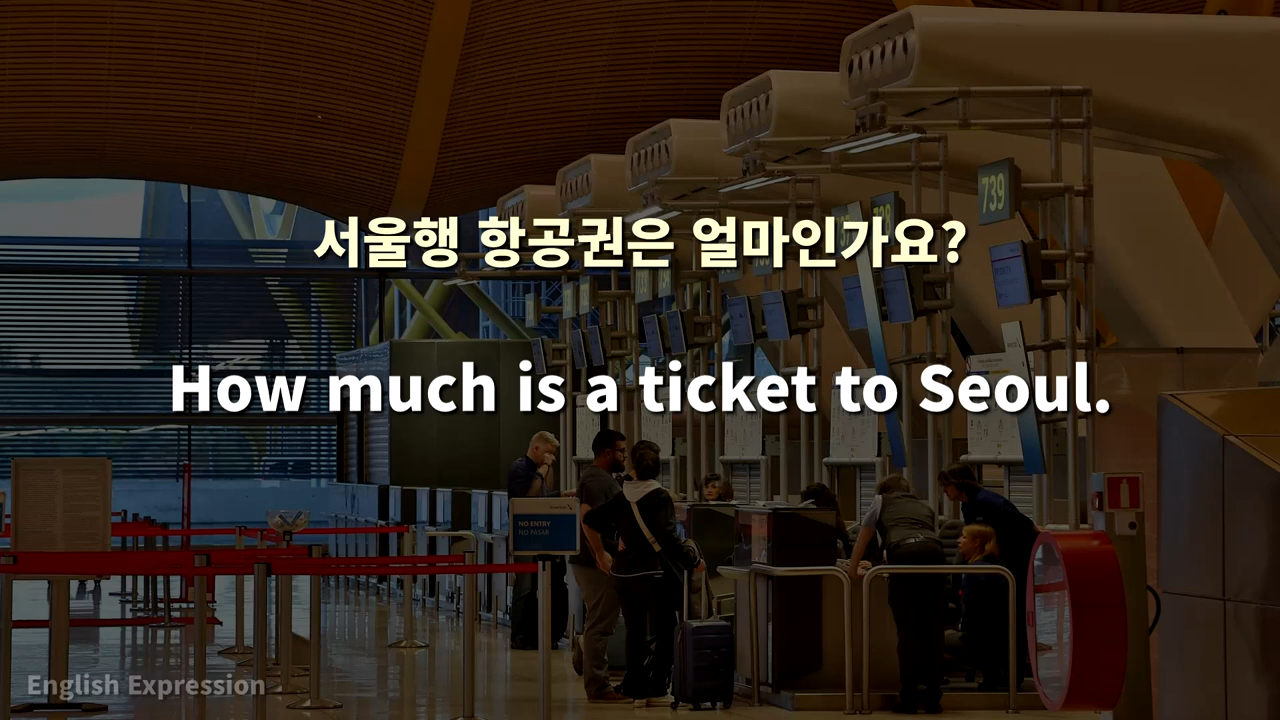 739
서울행 항공권은 얼마인가요?
How much is a ticket to Seoul.
NO ENTRY
NO PASAR
English Expression